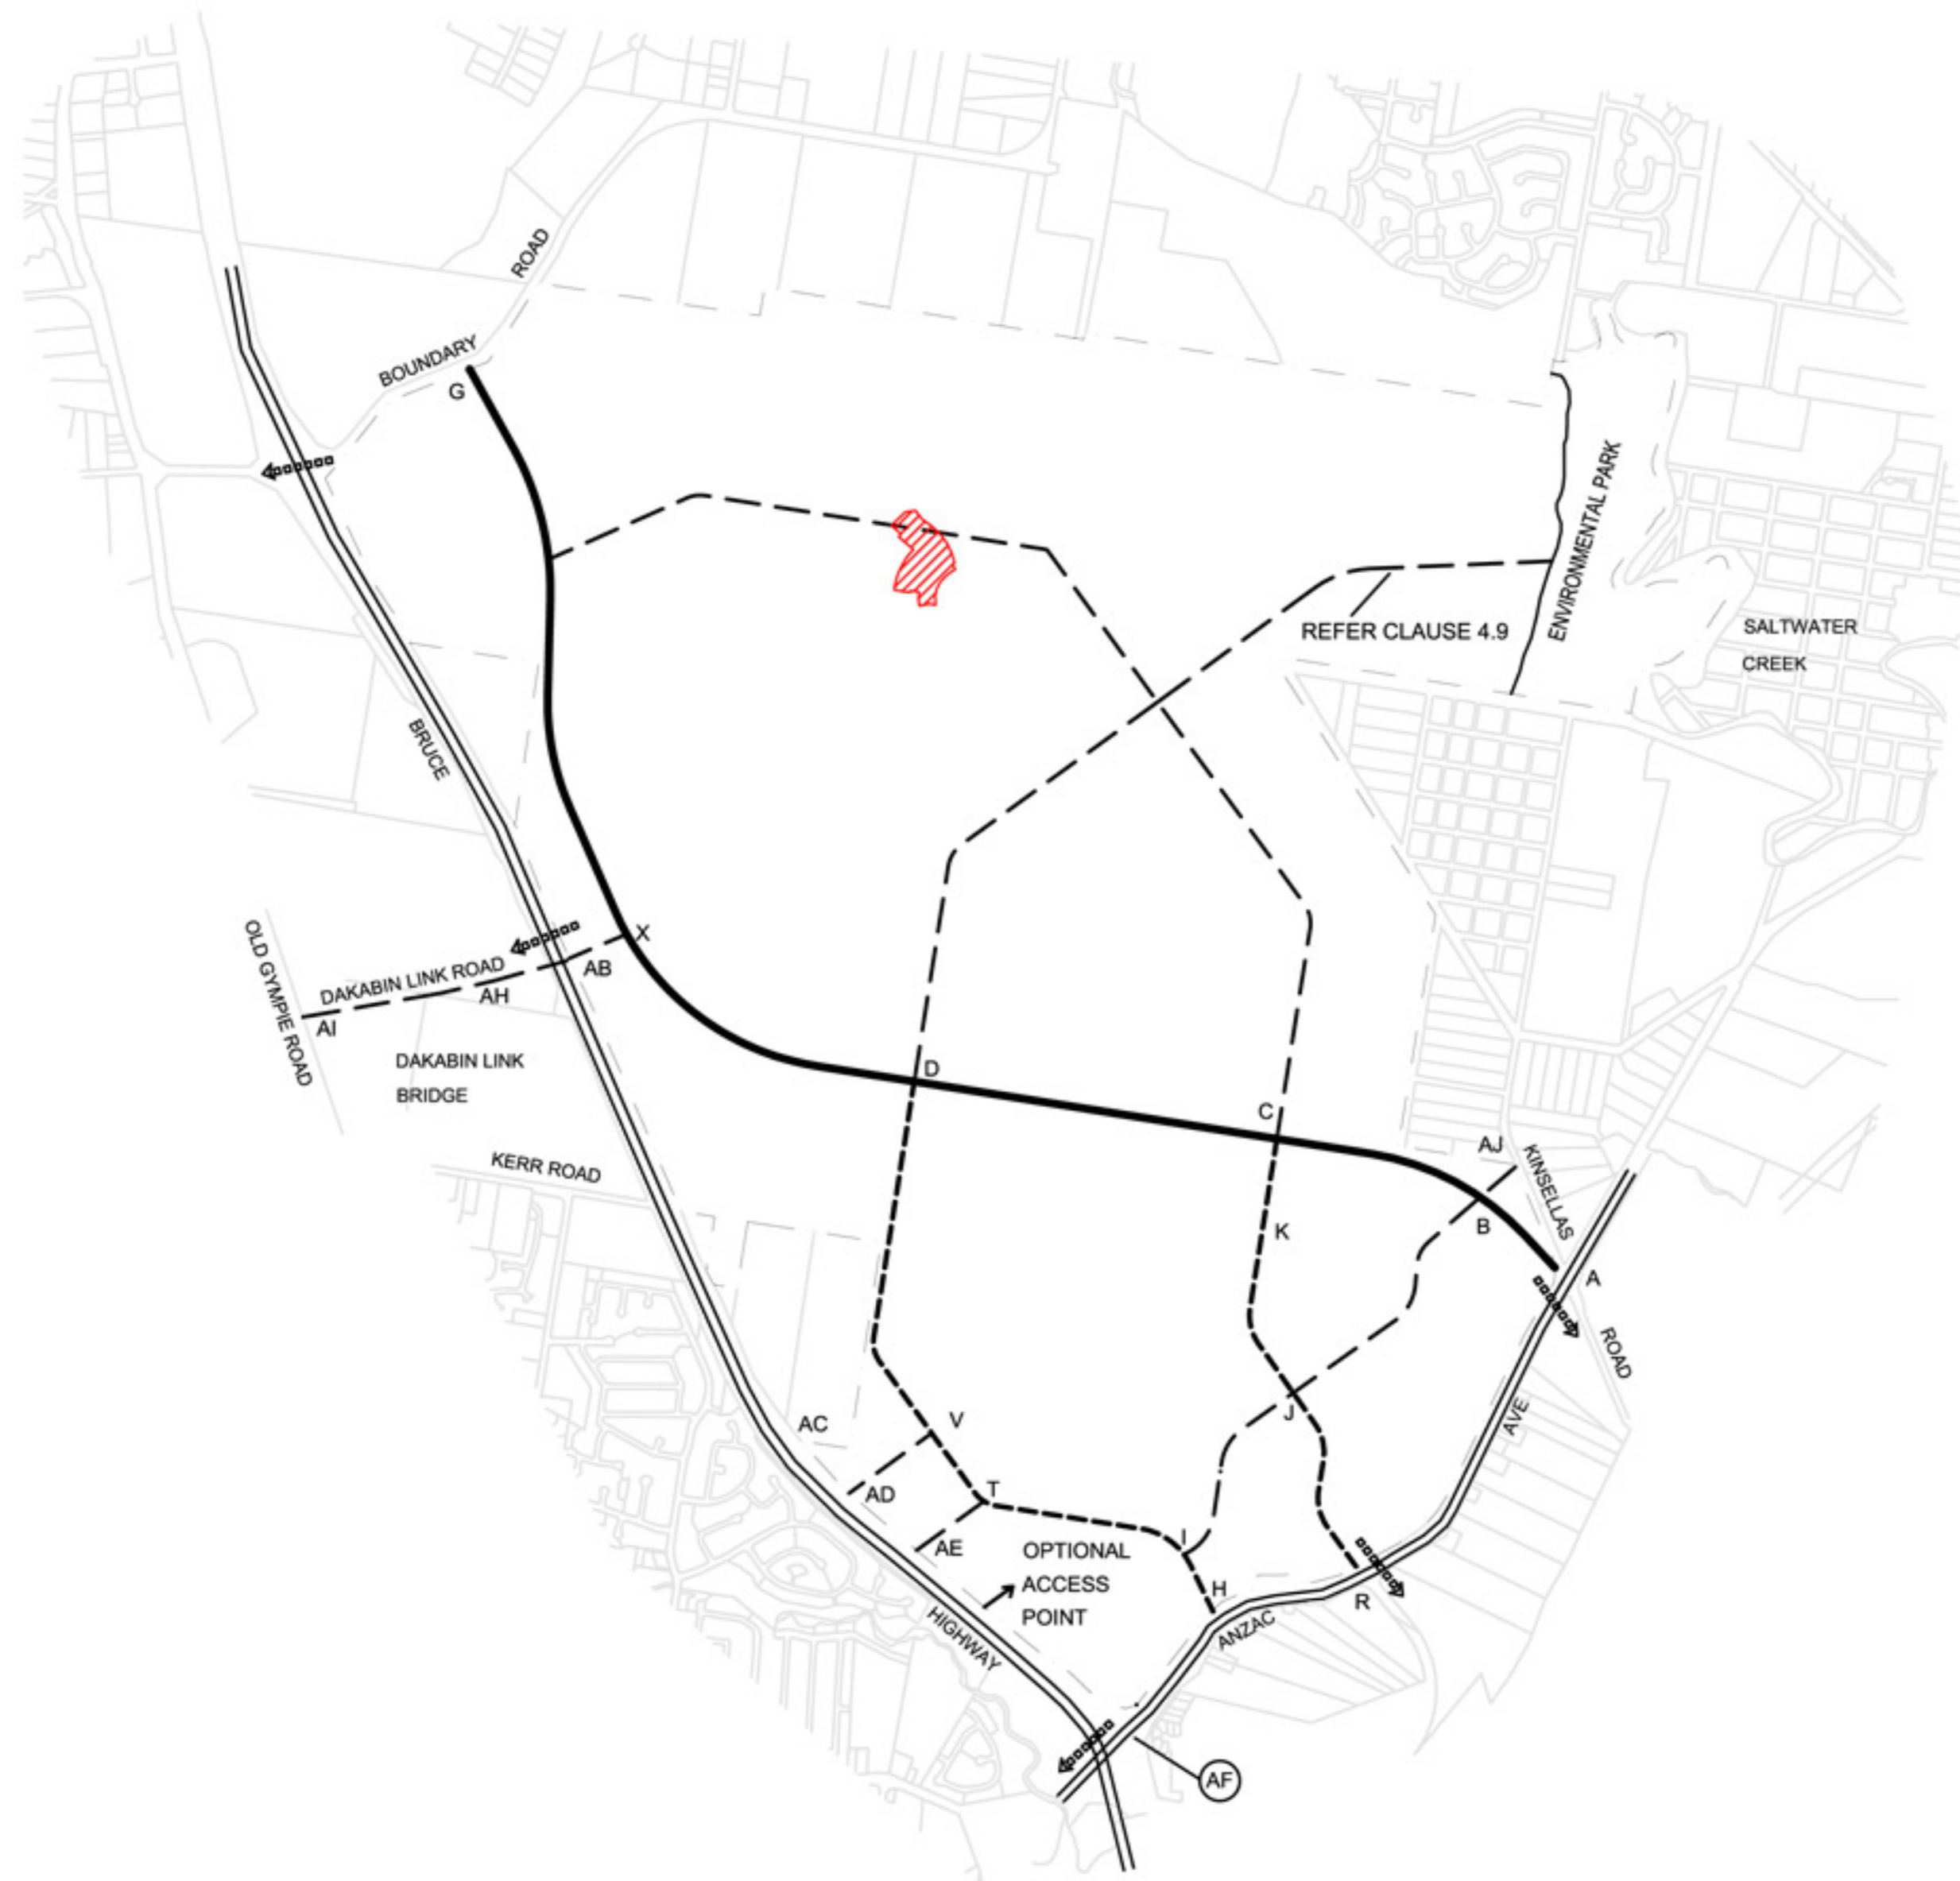 ROAD
BOUNDARY
G
ENVIRONMENTAL PARK
REFER CLAUSE 4.9
SALTWATER
CREEK
BRUCE
X
OLD GYMPIE ROAD
DAKABIN LINK ROAD
AB
AH
AI
DAKABIN LINK
BRIDGE
D
C
AJ
KINSELLAS
KERR ROAD
K
B
A
ROAD
AVE
AC
V
J
AD
T
I
AE
OPTIONAL
ACCESS
POINT
H
R
HIGHWAY
ANZAC
AF